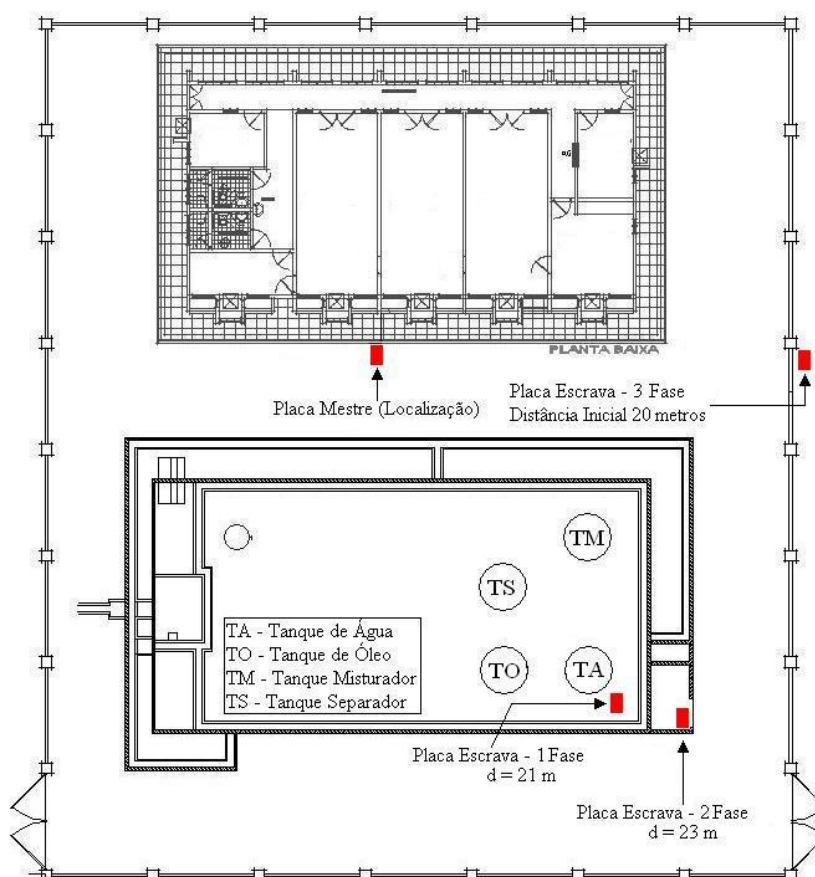 PLANTA BAIXA
Placa Mestre (Localização)
Placa Escrava - 3 Fase
Distância Inicial 20 metros
TM
TS
TO
TA
TA - Tanque de Água
TO - Tanque de Óleo
TM - Tanque Misturador
TS - Tanque Separador
Placa Escrava - 1 Fase
d = 21 m
Placa Escrava - 2 Fase
d = 23 m